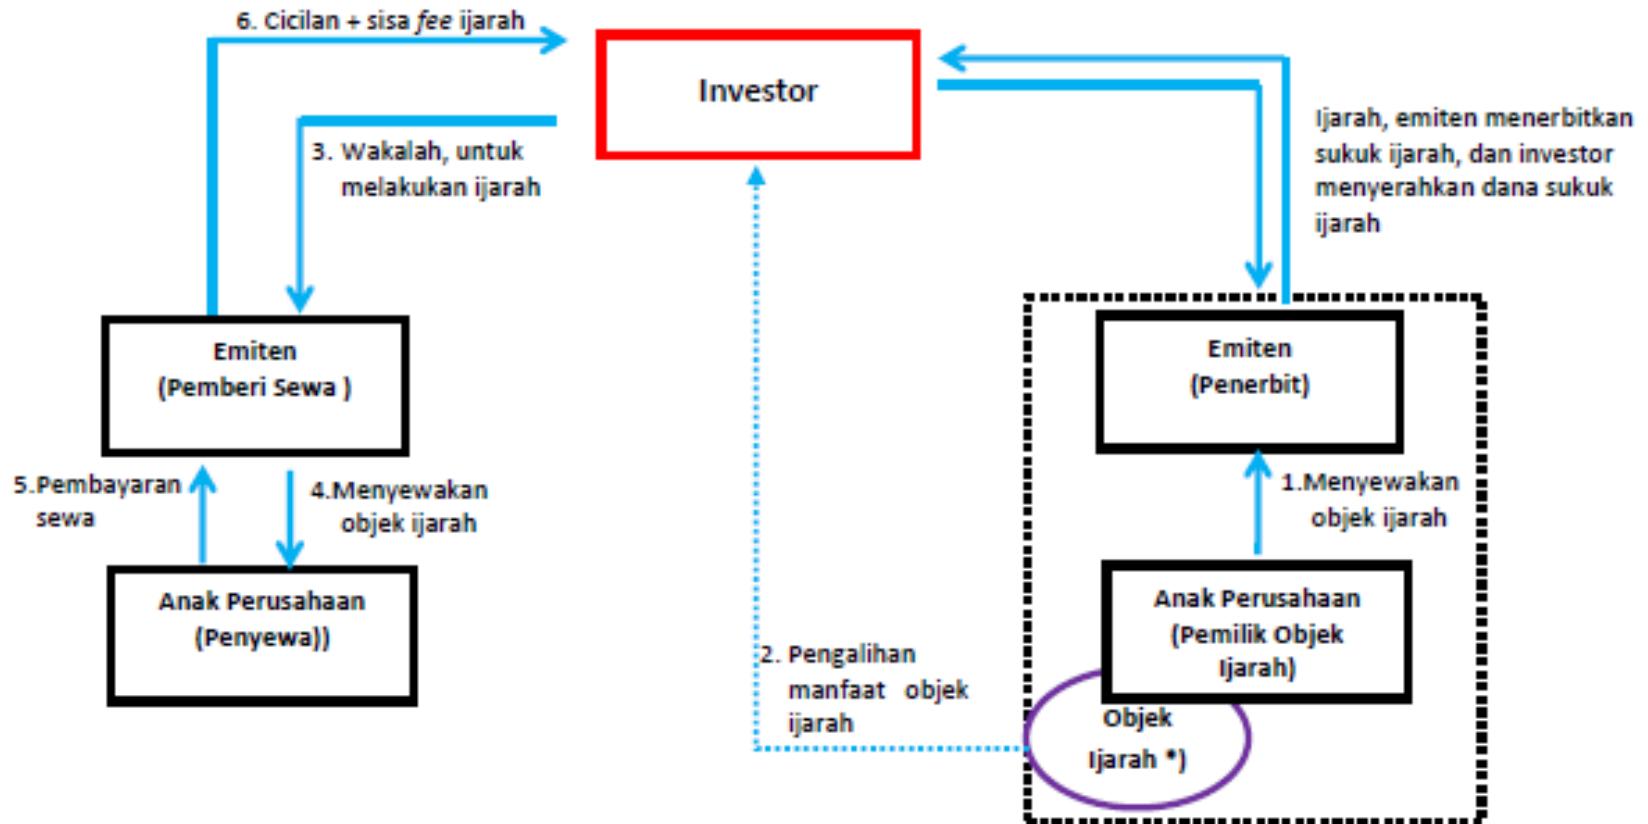 6. Cicilan + sisa fee ijarah
Investor
Ijarah, emiten menerbitkan
sukuk ijarah, dan investor
menyerahkan dana sukuk
ijarah
3. Wakalah, untuk
melakukan ijarah
Emiten
(Pemberi Sewa )
Emiten
(Penerbit)
5.Pembayaran
sewa
4.Menyewakan
objek ijarah
1.Menyewakan
objek ijarah
Anak Perusahaan
(Penyewa))
Anak Perusahaan
(Pemilik Objek
Ijarah)
2. Pengalihan
manfaat objek
ijarah
Objek
Ijarah *)